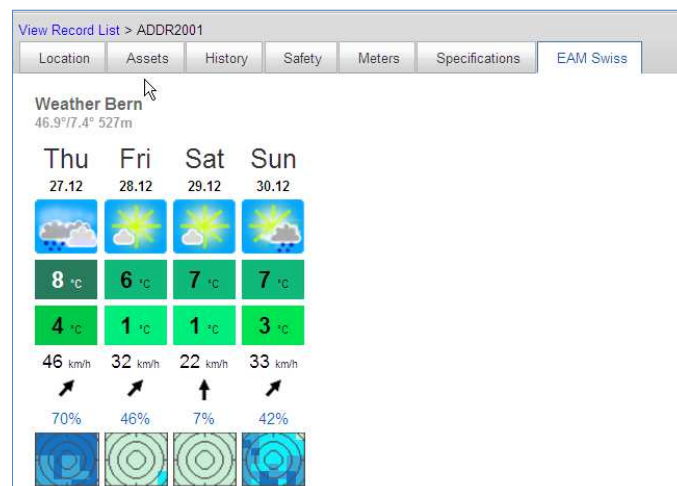 View Record List > ADDR2001
Location Assets History Safety Meters Specifications EAM Swiss
Weather Bern
46.9°/7.4° 527m
Thu Fri Sat Sun
27.12 28.12 29.12 30.12
8 °C 6 °C 7 °C 7 °C
4 °C 1 °C 1 °C 3 °C
46 km/h 32 km/h 22 km/h 33 km/h
70% 46% 7% 42%